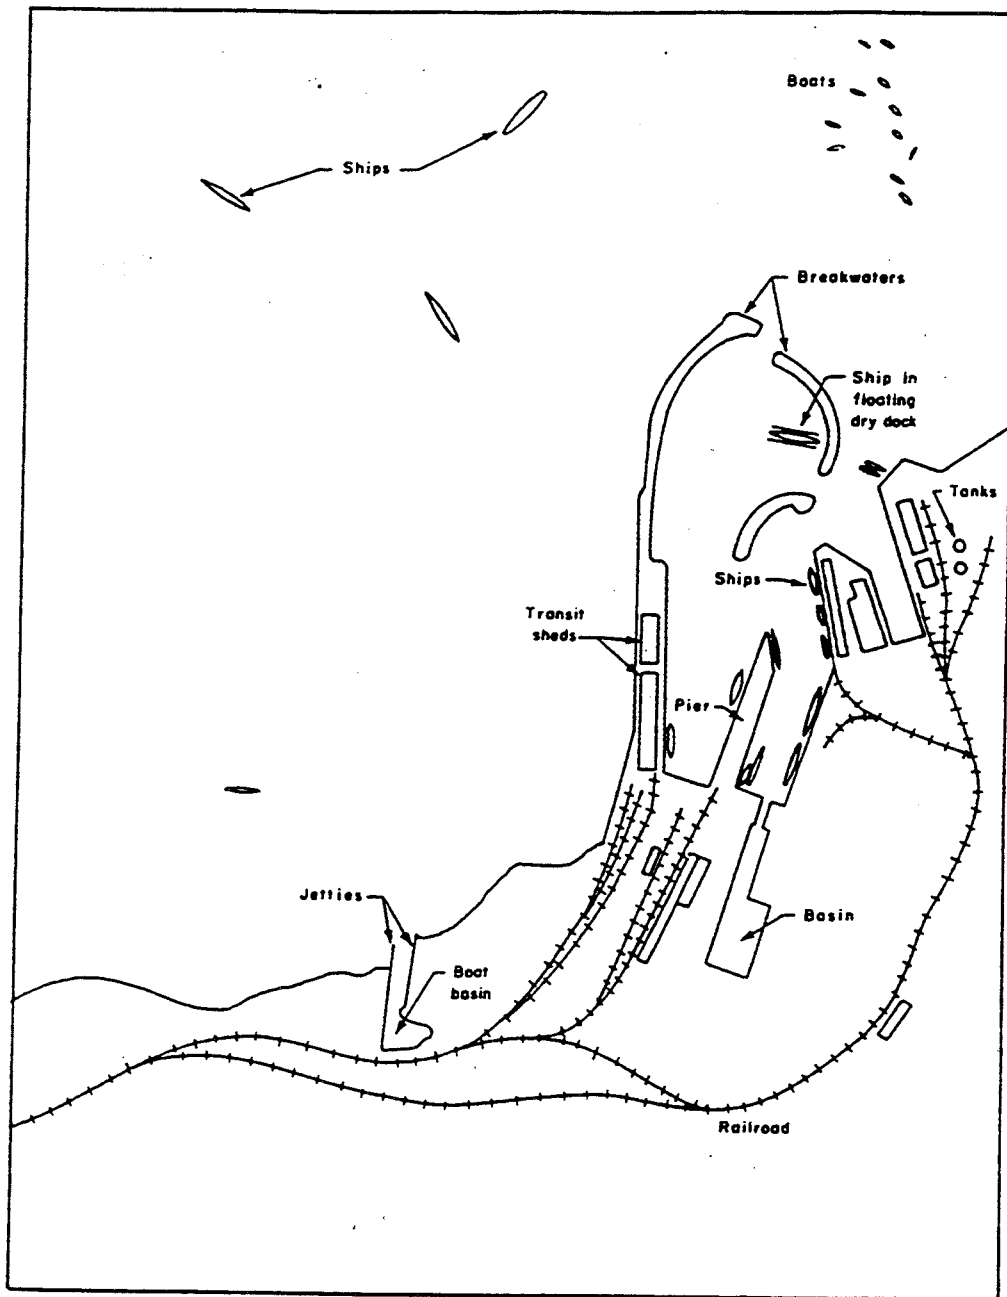 Boats
Ships
Breakwaters
Ship in
floating
dry dock
Tanks
Ships
Transit
sheds
Pier
Jetties
Basin
Boat
basin
Railroad